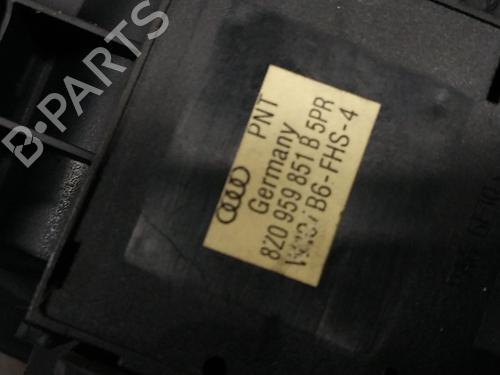 B-PARTS
PNT
Germany
8Z0 959 851 B 5PR
B6-FHS-4